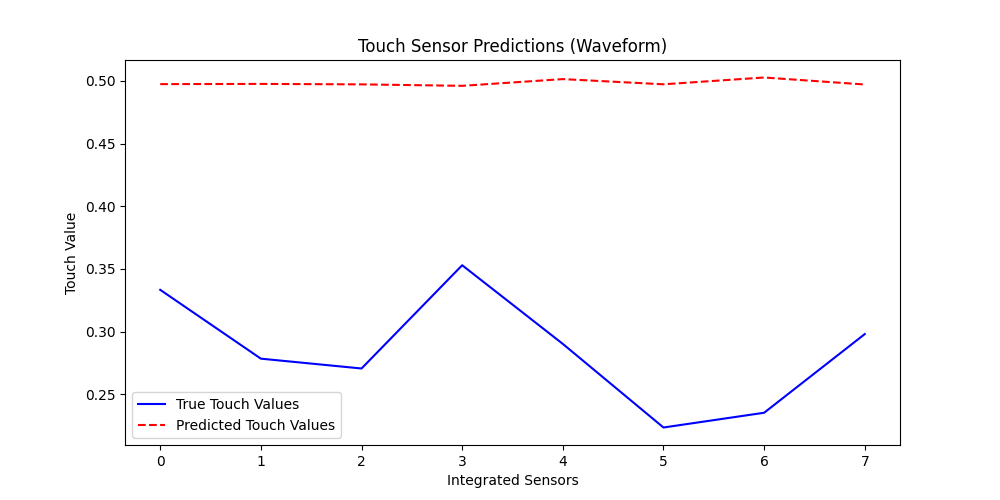 Touch Sensor Predictions (Waveform)
Touch Value
0.50
0.45
0.40
0.35
0.30
0.25
True Touch Values
Predicted Touch Values
0 1 2 3 4 5 6 7
Integrated Sensors